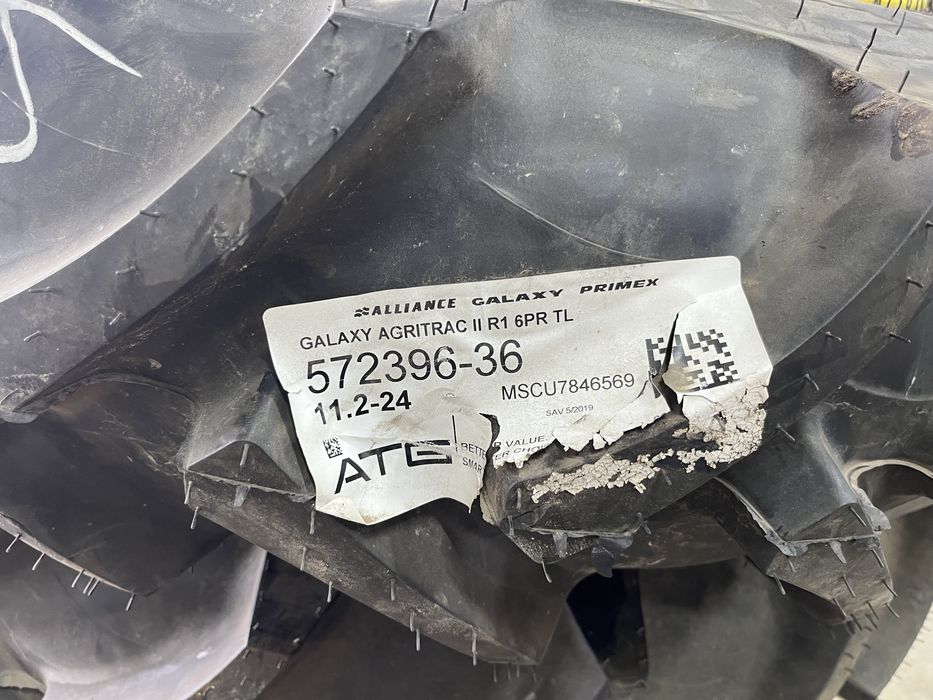 ALLIANCE GALAXY PRIMEX
GALAXY AGRITRAC II R1 6PR TL
572396-36
MSCU7846569
11.2-24
SAV 5/2019
ATG
VALUE